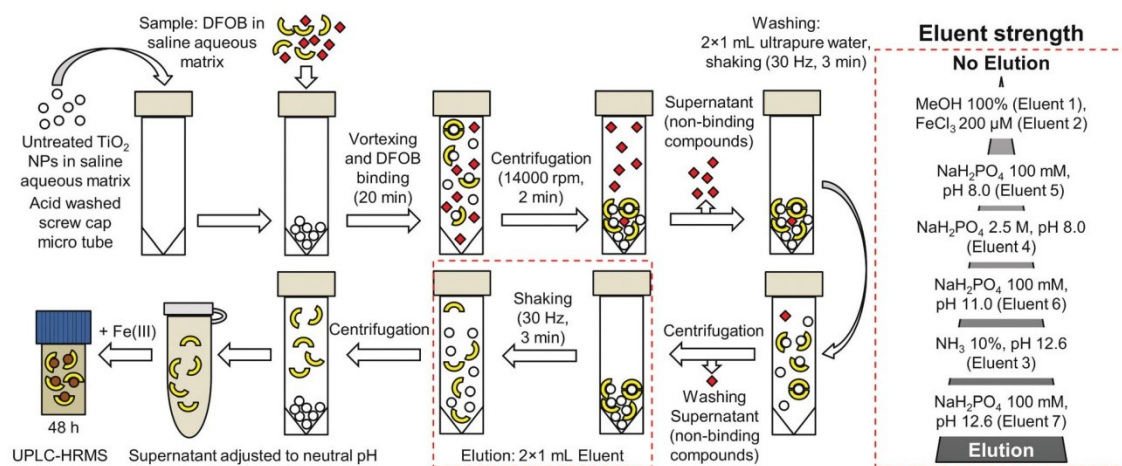 Sample: DFOB in
saline aqueous
matrix
Untreated TiO2
NPs in saline
aqueous matrix
Acid washed
screw cap
micro tube
Vortexing
and DFOB
binding
(20 min)
Centrifugation
(14000 rpm,
2 min)
Supernatant
(non-binding
compounds)
Washing:
2×1 mL ultrapure water,
shaking (30 Hz, 3 min)
Centrifugation
Washing
Supernatant
(non-binding
compounds)
Shaking
(30 Hz,
3 min)
Elution: 2×1 mL Eluent
Centrifugation
Supernatant adjusted to neutral pH
+ Fe(III)
48 h
UPLC-HRMS
Eluent strength
No Elution
MeOH 100% (Eluent 1),
FeCl3 200 µM (Eluent 2)
NaH2PO4 100 mM,
pH 8.0 (Eluent 5)
NaH2PO4 2.5 M, pH 8.0
(Eluent 4)
NaH2PO4 100 mM,
pH 11.0 (Eluent 6)
NH3 10%, pH 12.6
(Eluent 3)
NaH2PO4 100 mM,
pH 12.6 (Eluent 7)
Elution